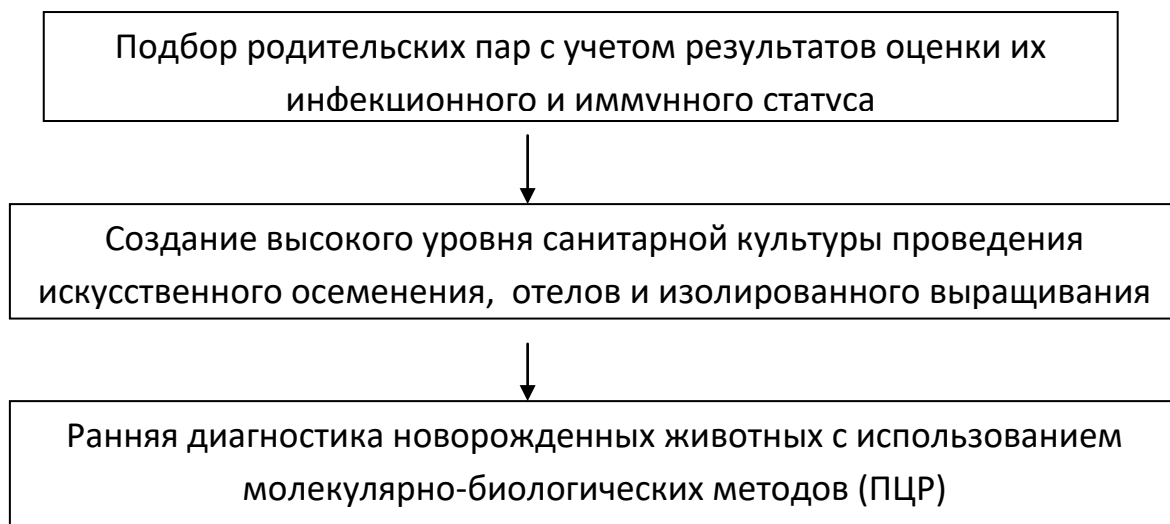 Подбор родительских пар с учетом результатов оценки их
инфекционного и иммунного статуса
Создание высокого уровня санитарной культуры проведения
искусственного осеменения, отелов и изолированного выращивания
Ранняя диагностика новорожденных животных с использованием
молекулярно-биологических методов (ПЦР)